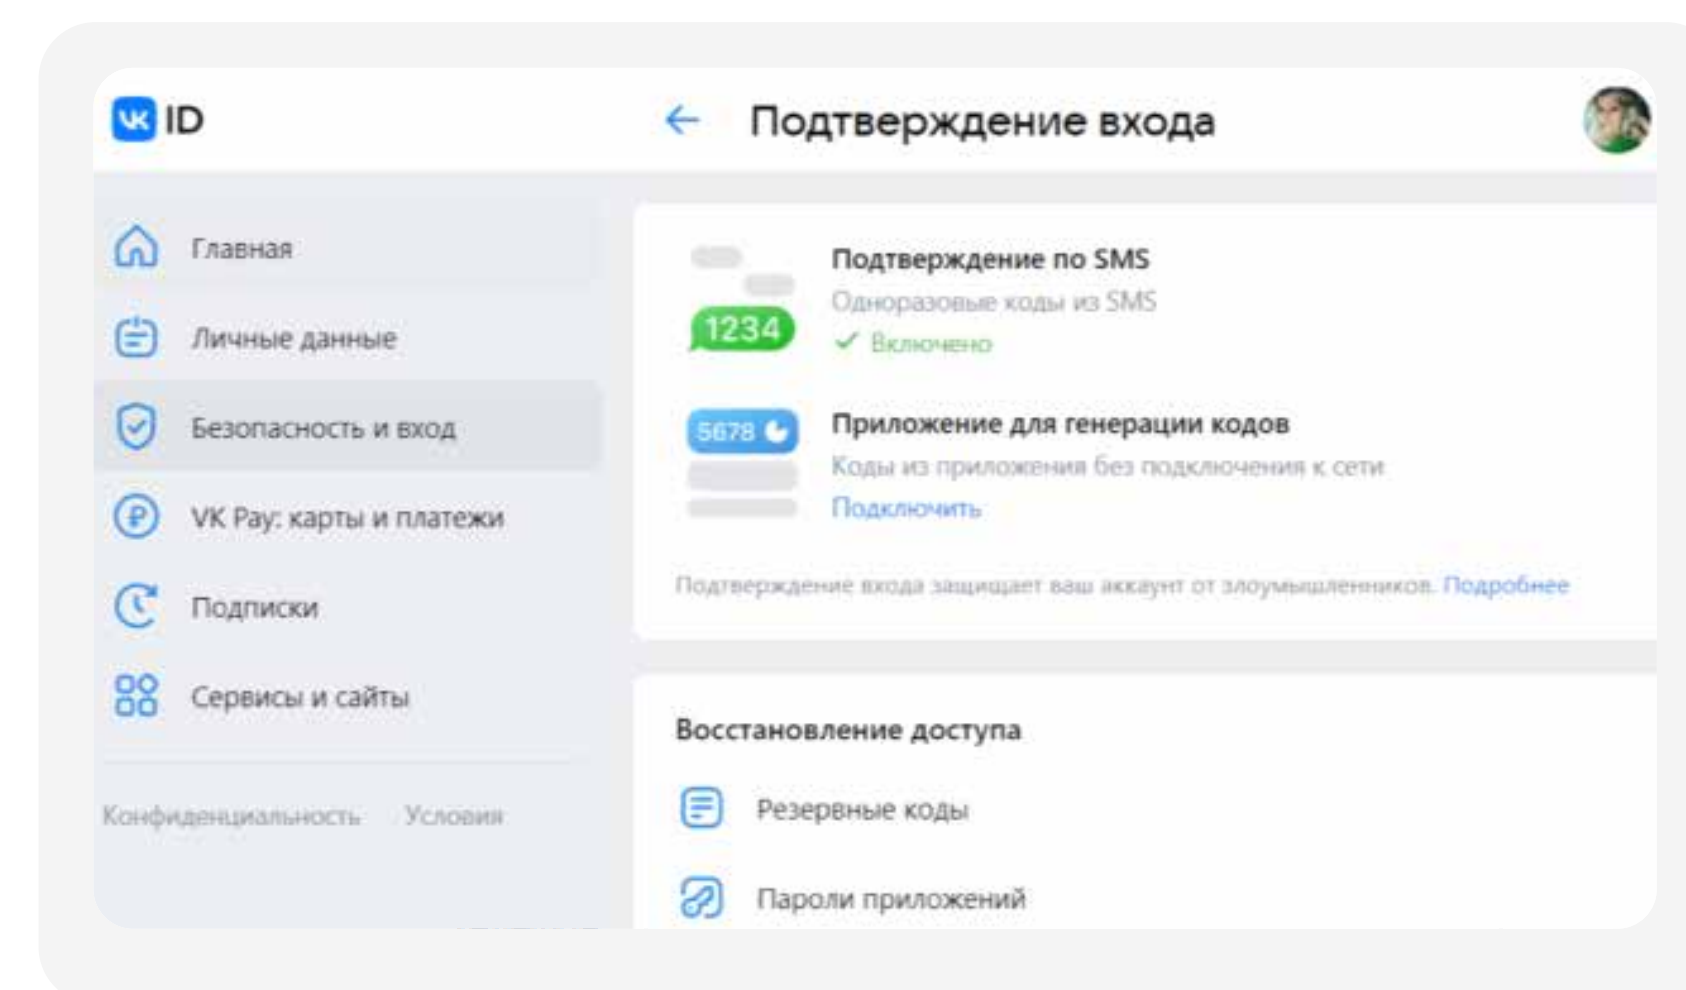 VK ID
Подтверждение входа
Главная
Личные данные
Безопасность и вход
VK Pay: карты и платежи
Подписки
Сервисы и сайты
Конфиденциальность Условия
1234
Подтверждение по SMS
Одноразовые коды из SMS
Включено
5678
Приложение для генерации кодов
Коды из приложения без подключения к сети
Подключить
Подтверждение входа защищает ваш аккаунт от злоумышленников. Подробнее
Восстановление доступа
Резервные коды
Пароли приложений